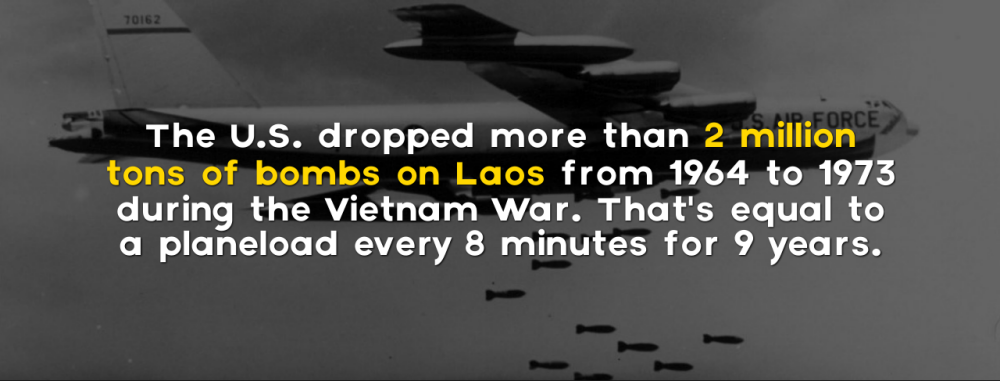 70162
U.S. AIR FORCE
The U.S. dropped more than 2 million
tons of bombs on Laos from 1964 to 1973
during the Vietnam War. That's equal to
a planeload every 8 minutes for 9 years.